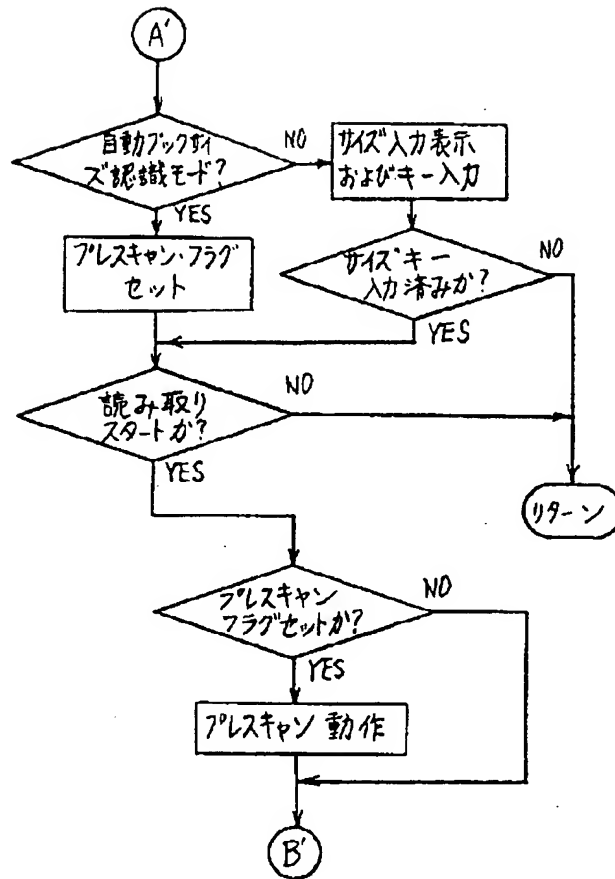 A'
自動ブックサイ
ズ認識モード?
NO
YES
サイズ入力表示
およびキー入力
プレスキャン・フラグ
セット
サイズキー
入力済みか?
NO
YES
読み取り
スタートか?
NO
YES
リターン
プレスキャン
フラグセットか?
NO
YES
プレスキャン動作
B'